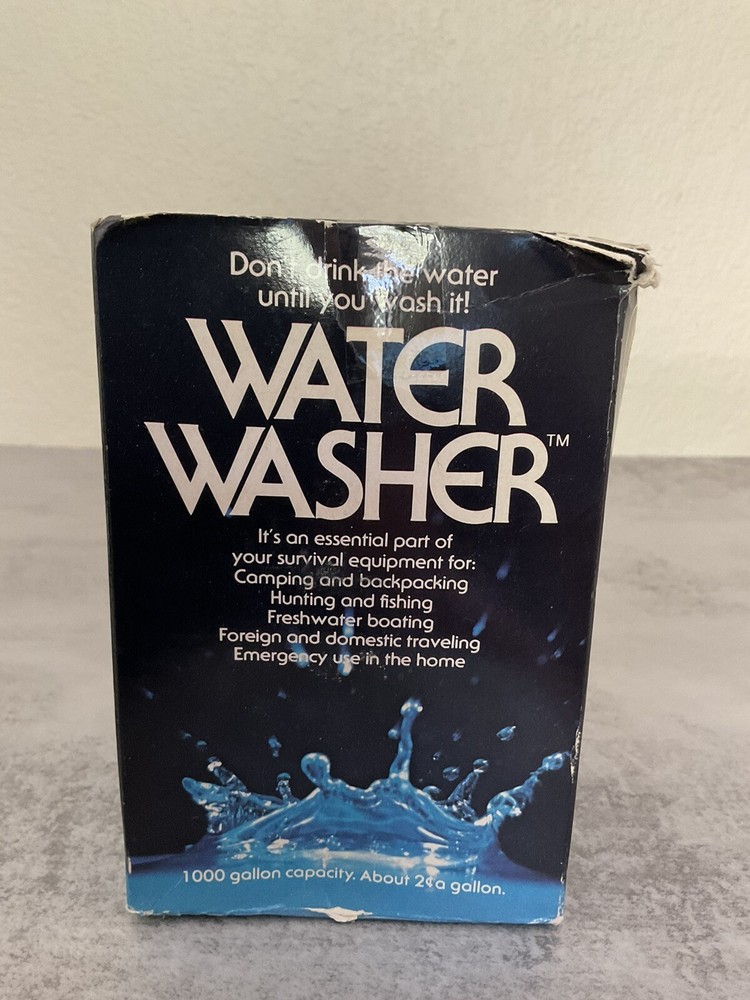 Don't drink the water
until you wash it!
WATER
WASHER™
It's an essential part of
your survival equipment for:
Camping and backpacking
Hunting and fishing
Freshwater boating
Foreign and domestic traveling
Emergency use in the home
1000 gallon capacity. About 2¢ a gallon.